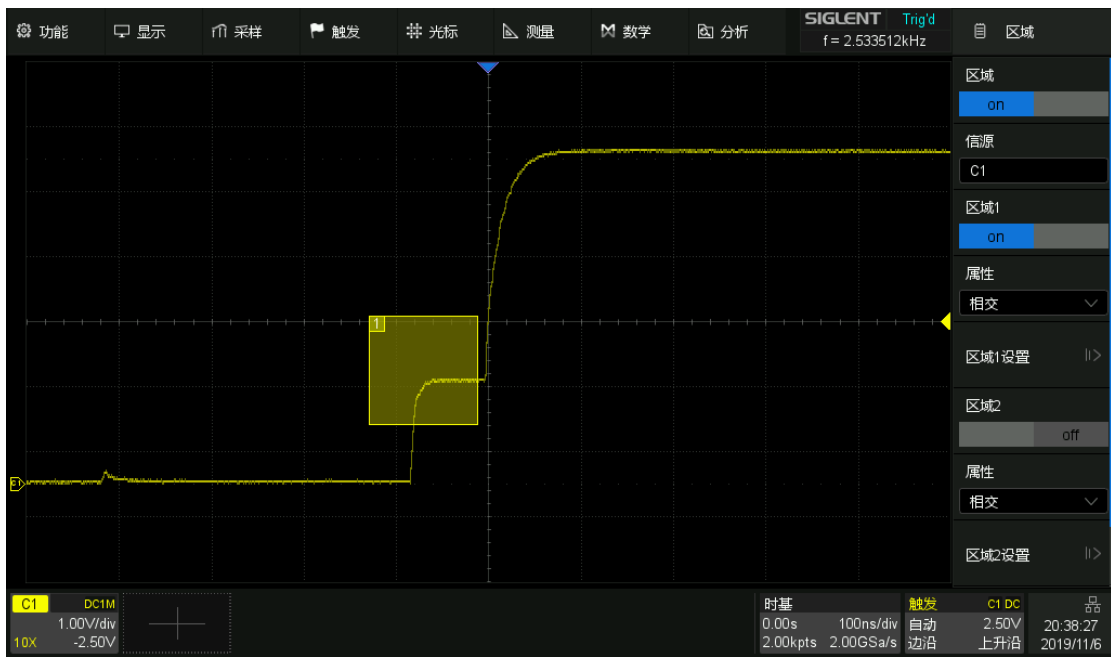 功能 显示 采样 触发 光标 测量 数学 分析 SIGLENT Trig'd 区域
f = 2.533512kHz
区域
on
信源
C1
区域1
on
属性
相交
1
区域1设置
区域2
off
属性
C1
相交
区域2设置
C1 DC1M 时基 触发 C1 DC
1.00V/div 0.00s 100ns/div 自动 2.50V 20:38:27
10X -2.50V 2.00kpts 2.00GSa/s 边沿 上升沿 2019/11/6